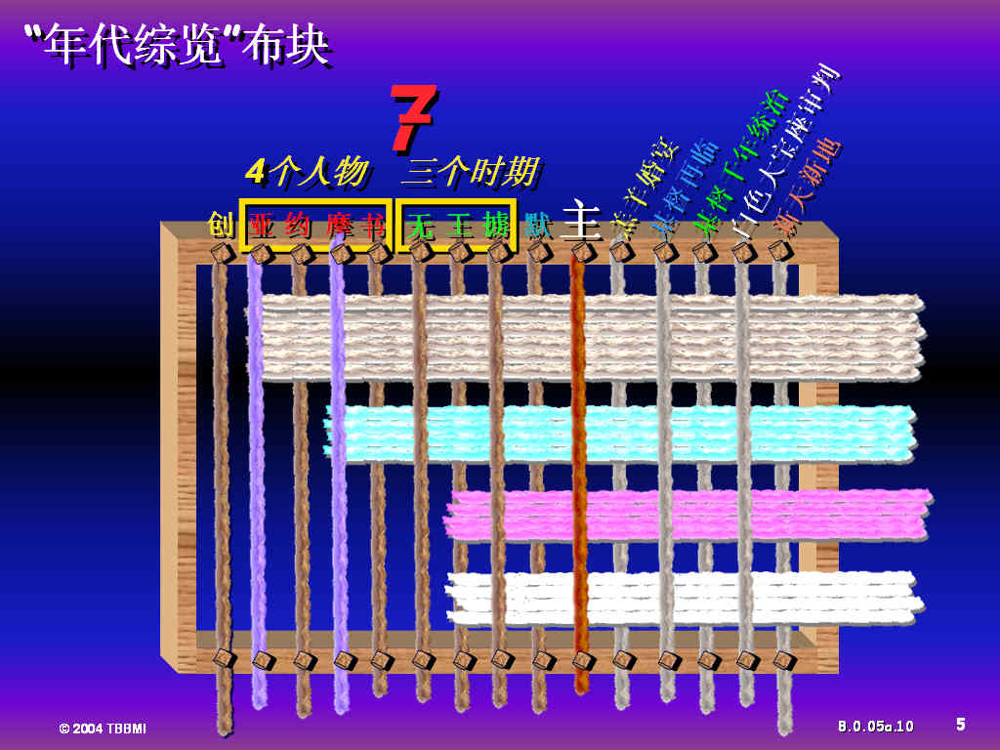 “年代综览”布块
7
4个人物 三个时期
创 亚 约 摩 书 无 王 掳 默 主
羔羊婚宴
基督再临
基督千年统治
白色大宝座审判
新天新地
© 2004 TBBMI
8.0.05a.10
5